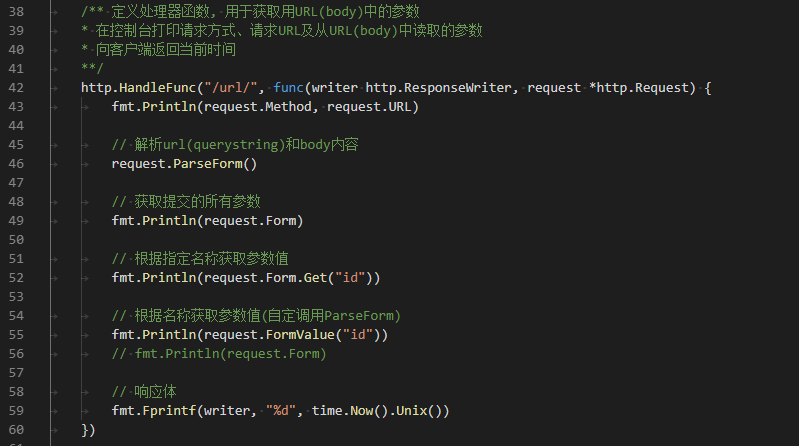 38 /** 定义处理器函数, 用于获取用URL(body)中的参数
39 * 在控制台打印请求方式、请求URL及从URL(body)中读取的参数
40 * 向客户端返回当前时间
41 **/
42 http.HandleFunc("/url/", func(writer http.ResponseWriter, request *http.Request) {
43 fmt.Println(request.Method, request.URL)
44
45 // 解析url(querystring)和body内容
46 request.ParseForm()
47
48 // 获取提交的所有参数
49 fmt.Println(request.Form)
50
51 // 根据指定名称获取参数值
52 fmt.Println(request.Form.Get("id"))
53
54 // 根据名称获取参数值(自定调用ParseForm)
55 fmt.Println(request.FormValue("id"))
56 // fmt.Println(request.Form)
57
58 // 响应体
59 fmt.Fprintf(writer, "%d", time.Now().Unix())
60 })